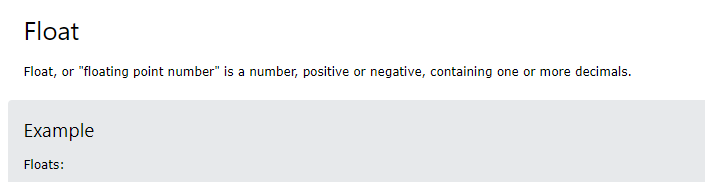 Float
Float, or "floating point number" is a number, positive or negative, containing one or more decimals.
Example
Floats: